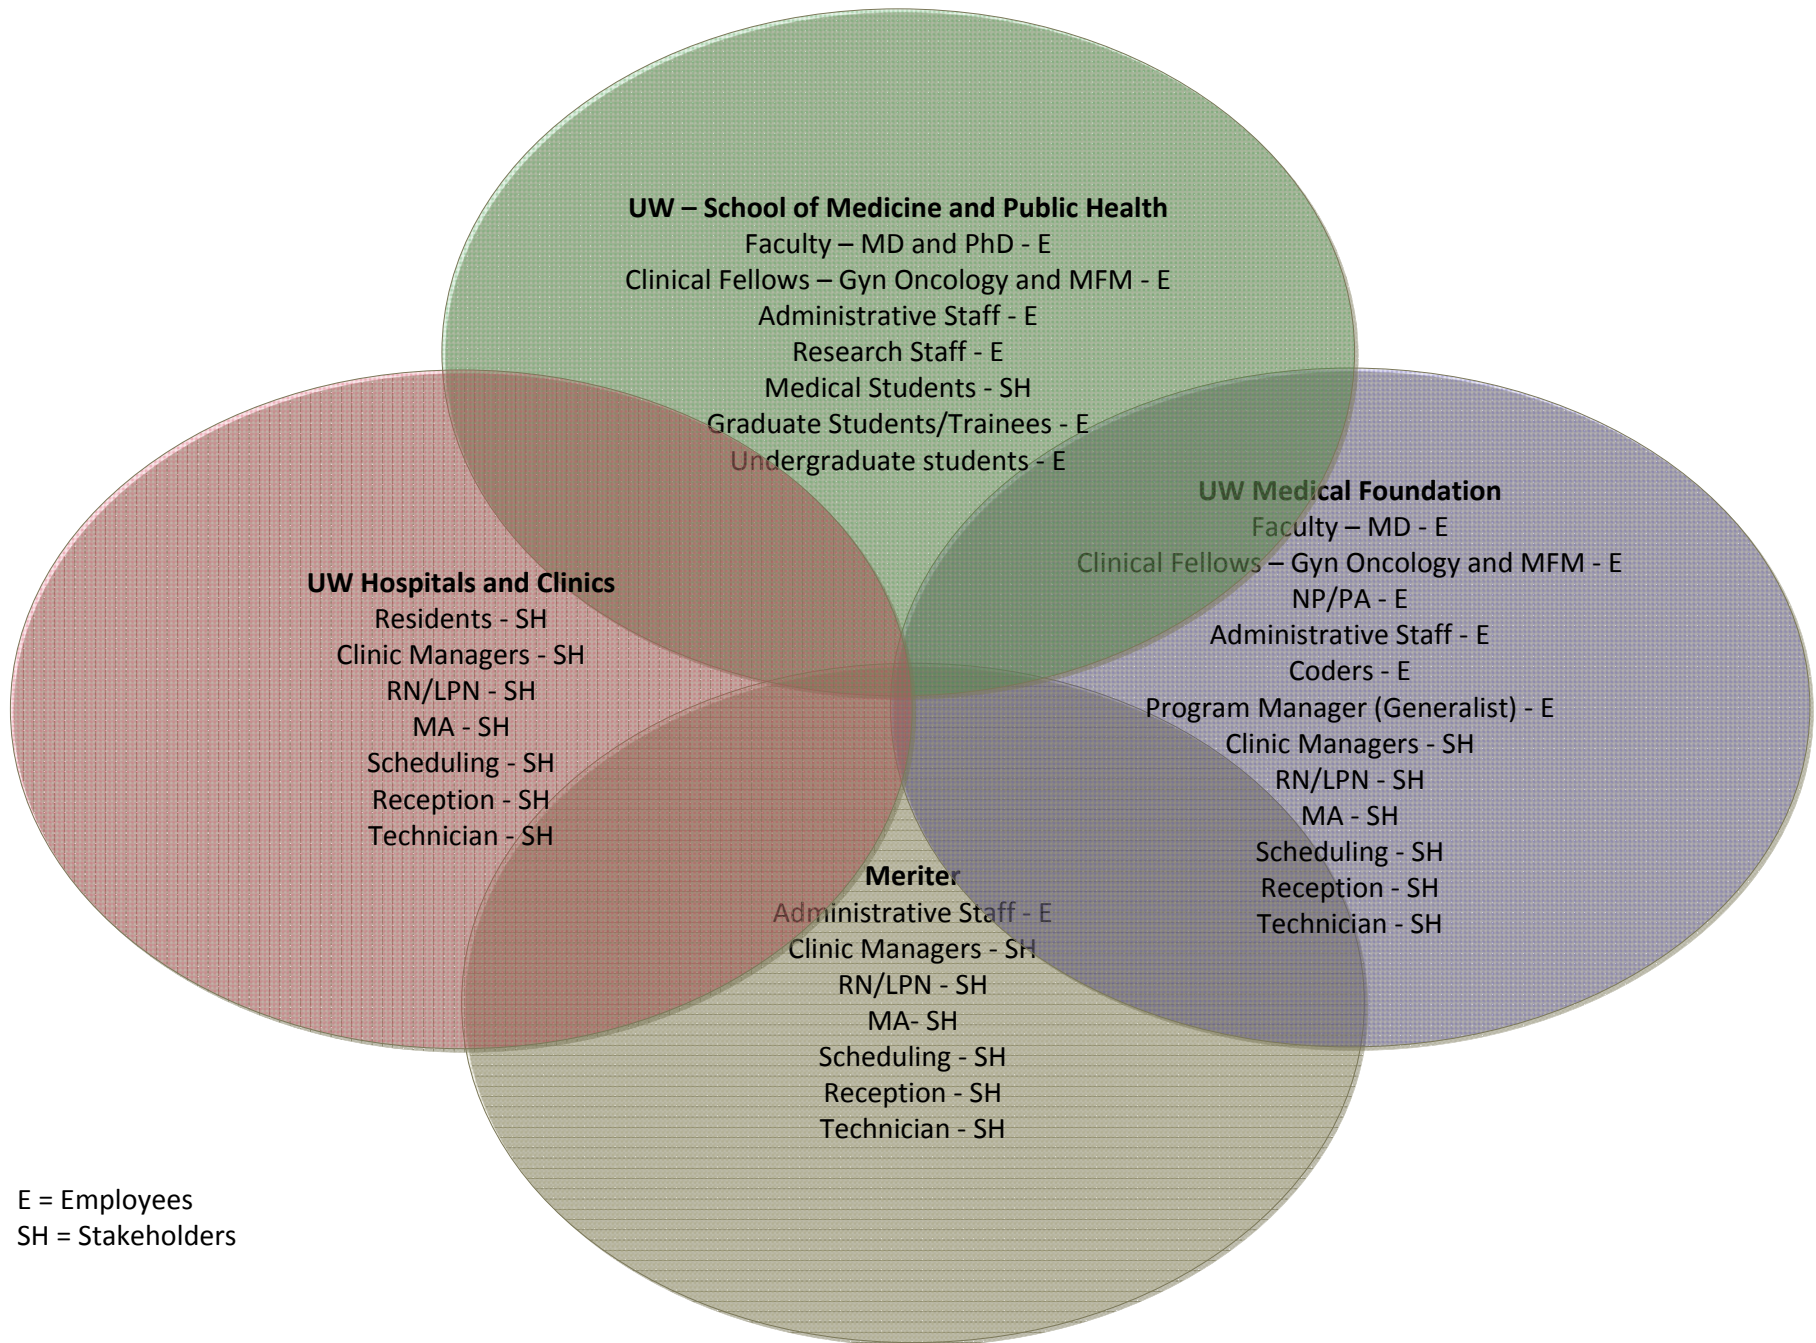 UW – School of Medicine and Public Health
Faculty – MD and PhD - E
Clinical Fellows – Gyn Oncology and MFM - E
Administrative Staff - E
Research Staff - E
Medical Students - SH
Graduate Students/Trainees - E
Undergraduate students - E
UW Hospitals and Clinics
Residents - SH
Clinic Managers - SH
RN/LPN - SH
MA - SH
Scheduling - SH
Reception - SH
Technician - SH
UW Medical Foundation
Faculty – MD - E
Clinical Fellows – Gyn Oncology and MFM - E
NP/PA - E
Administrative Staff - E
Coders - E
Program Manager (Generalist) - E
Clinic Managers - SH
RN/LPN - SH
MA - SH
Scheduling - SH
Reception - SH
Technician - SH
Meriter
Administrative Staff - E
Clinic Managers - SH
RN/LPN - SH
MA- SH
Scheduling - SH
Reception - SH
Technician - SH
E = Employees
SH = Stakeholders